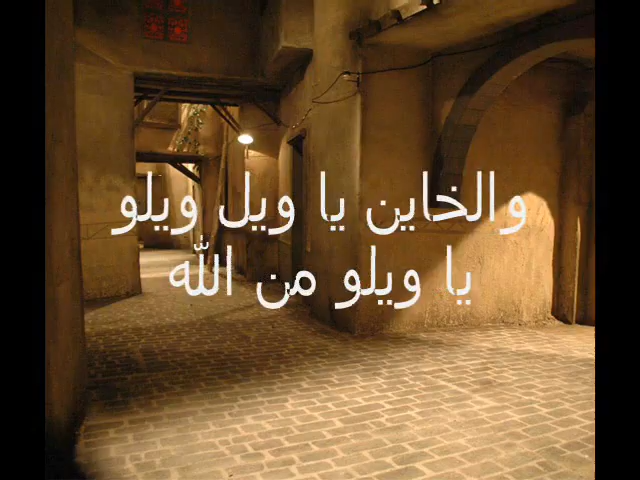 والخاين يا ويل ويلو
يا ويلو من الله